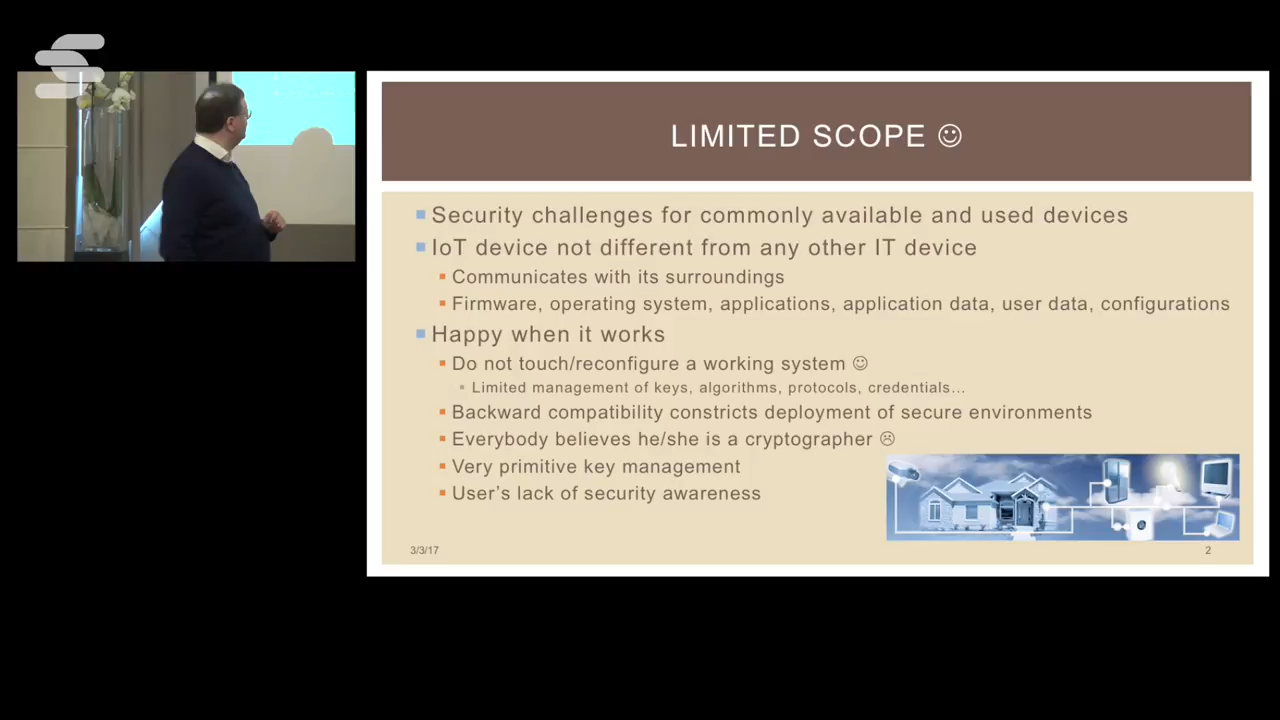 LIMITED SCOPE ☺
Security challenges for commonly available and used devices
IoT device not different from any other IT device
Communicates with its surroundings
Firmware, operating system, applications, application data, user data, configurations
Happy when it works
Do not touch/reconfigure a working system ☺
Limited management of keys, algorithms, protocols, credentials…
Backward compatibility constricts deployment of secure environments
Everybody believes he/she is a cryptographer ☹
Very primitive key management
User’s lack of security awareness
3/3/17
2